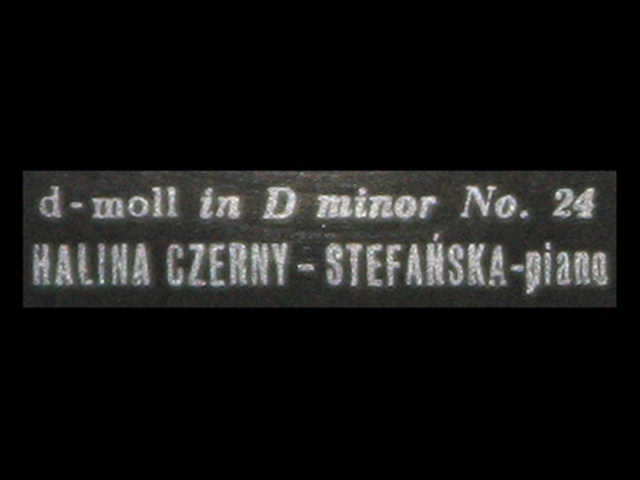 d-moll in D minor No. 24
HALINA CZERNY - STEFAŃSKA-piano